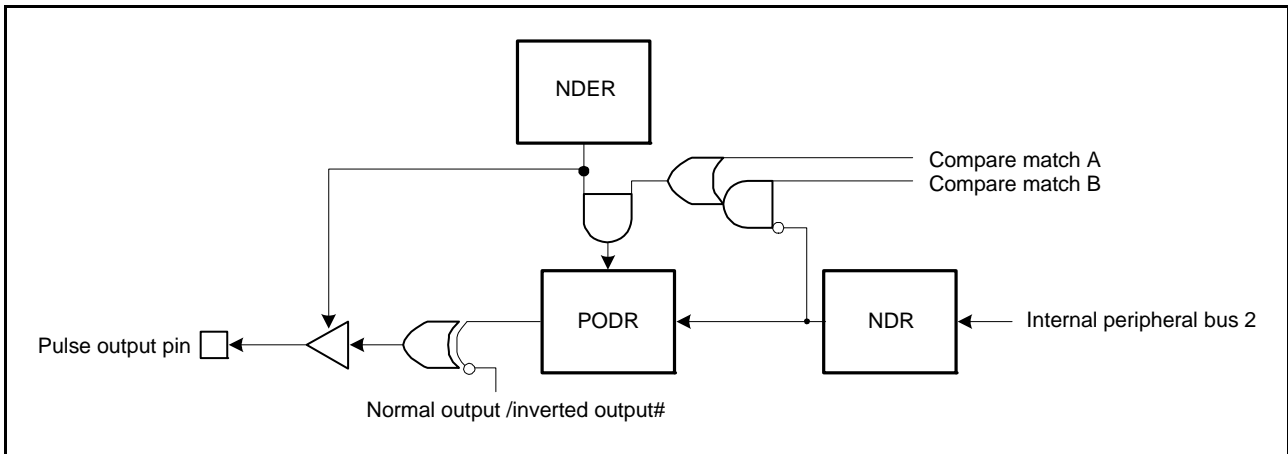 NDER
Compare match A
Compare match B
PODR
NDR
Internal peripheral bus 2
Pulse output pin
Normal output /inverted output#